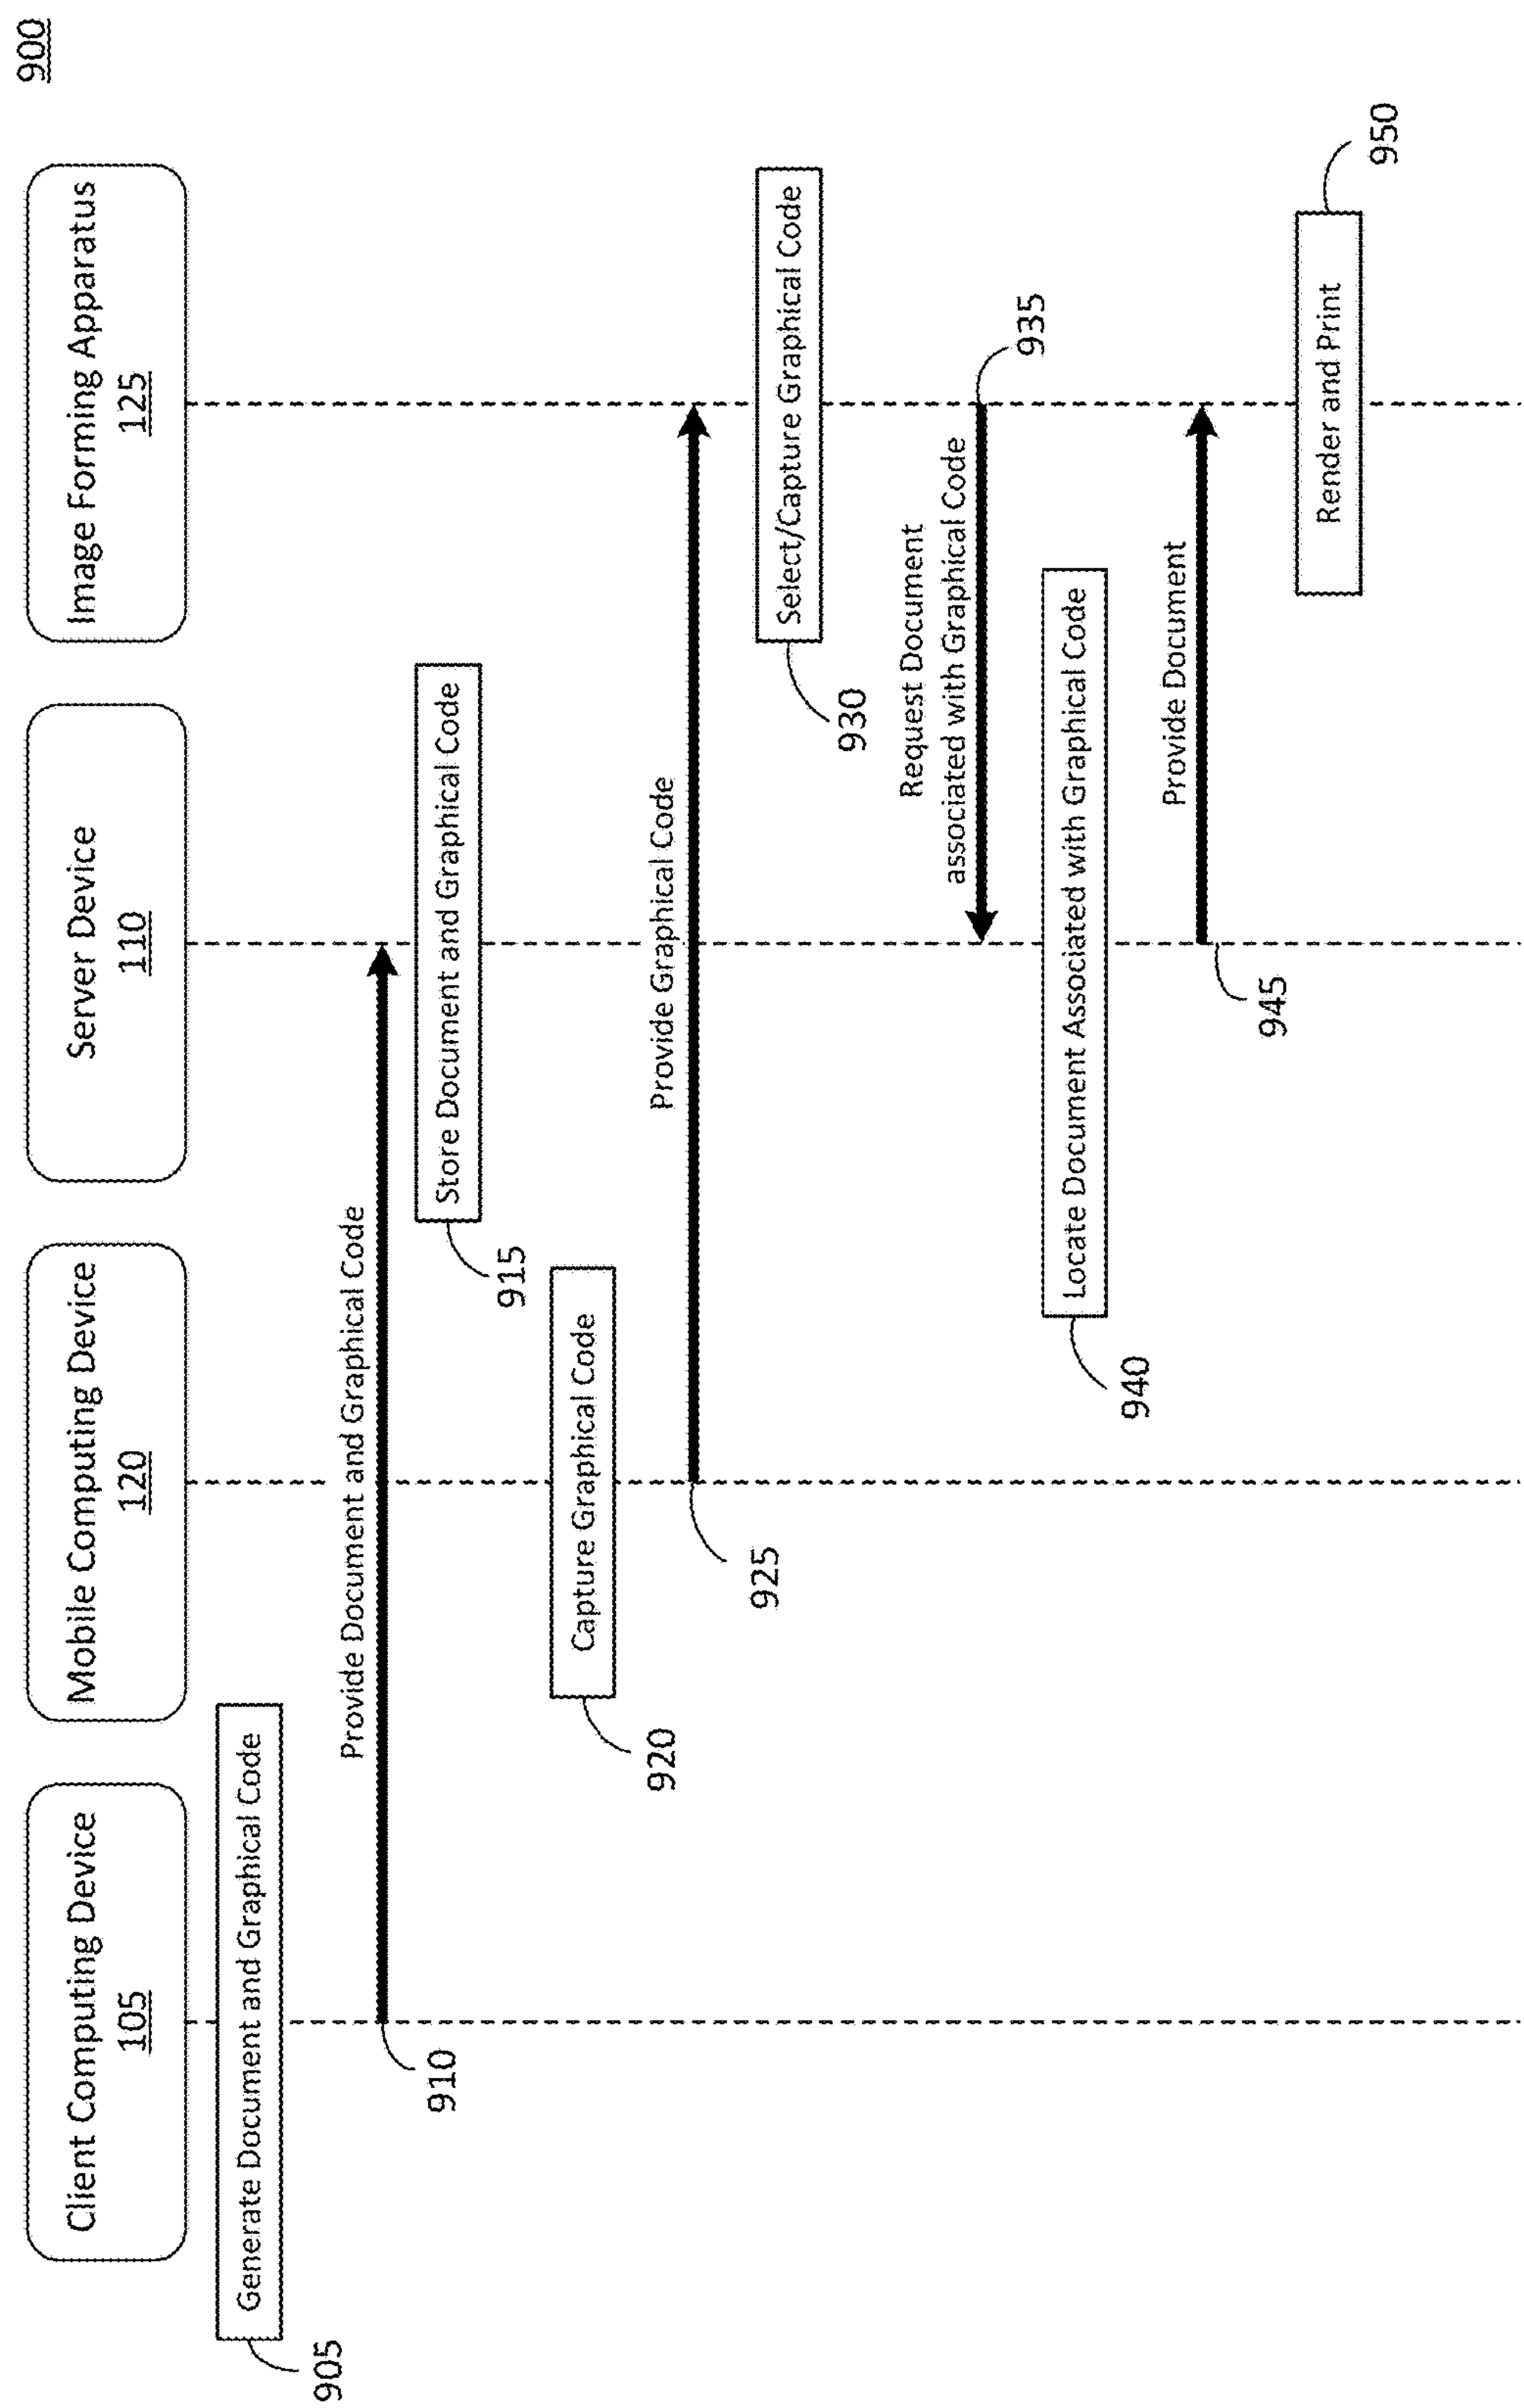 900
Client Computing Device
105
Mobile Computing Device
120
Server Device
110
Image Forming Apparatus
125
Generate Document and Graphical Code
905
Provide Document and Graphical Code
910
Store Document and Graphical Code
915
Capture Graphical Code
920
Provide Graphical Code
925
Select/Capture Graphical Code
930
Request Document
associated with Graphical Code
935
Locate Document Associated with Graphical Code
940
Provide Document
945
Render and Print
950